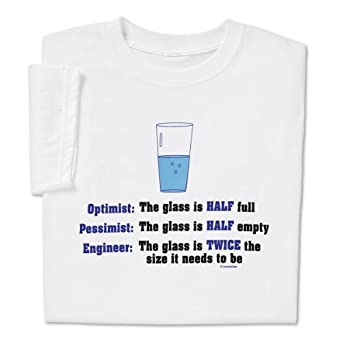 Optimist: The glass is HALF full
Pessimist: The glass is HALF empty
Engineer: The glass is TWICE the
size it needs to be